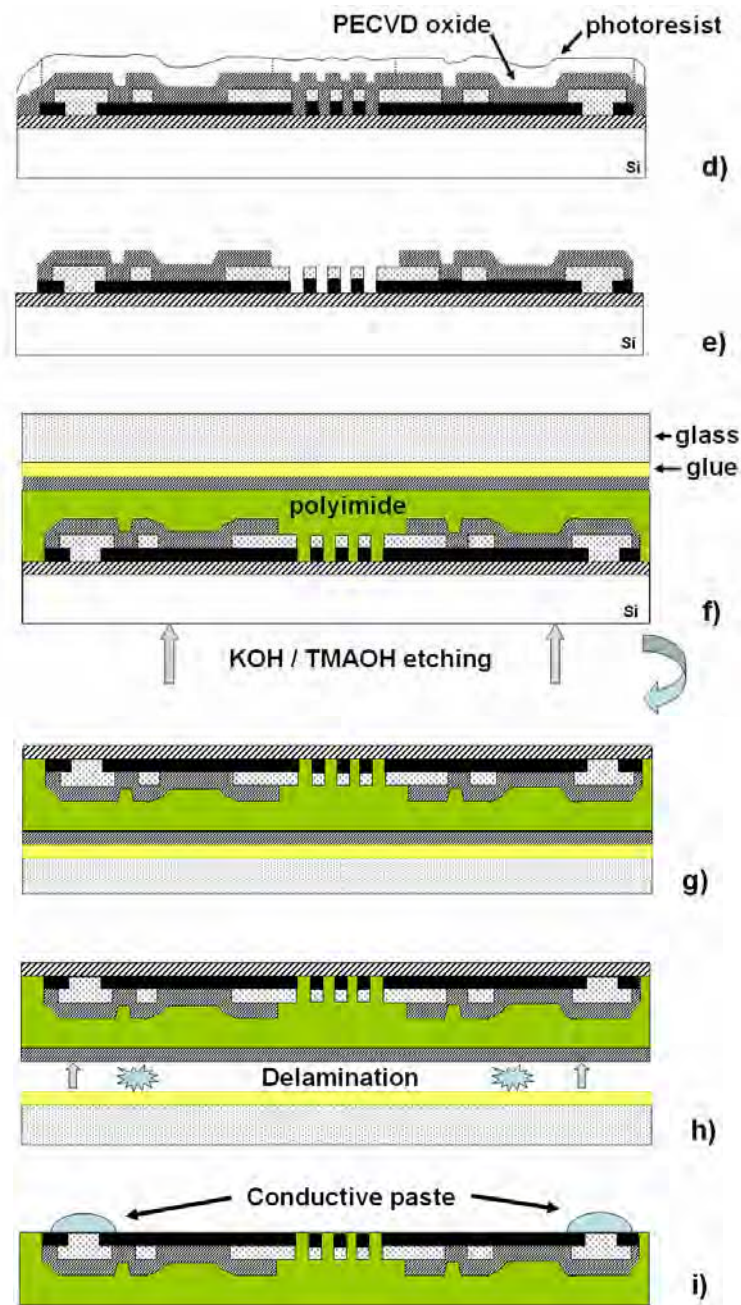 PECVD oxide photoresist
Si
d)
Si
e)
glass
glue
polyimide
Si
f)
KOH / TMAOH etching
g)
Delamination
h)
Conductive paste
i)